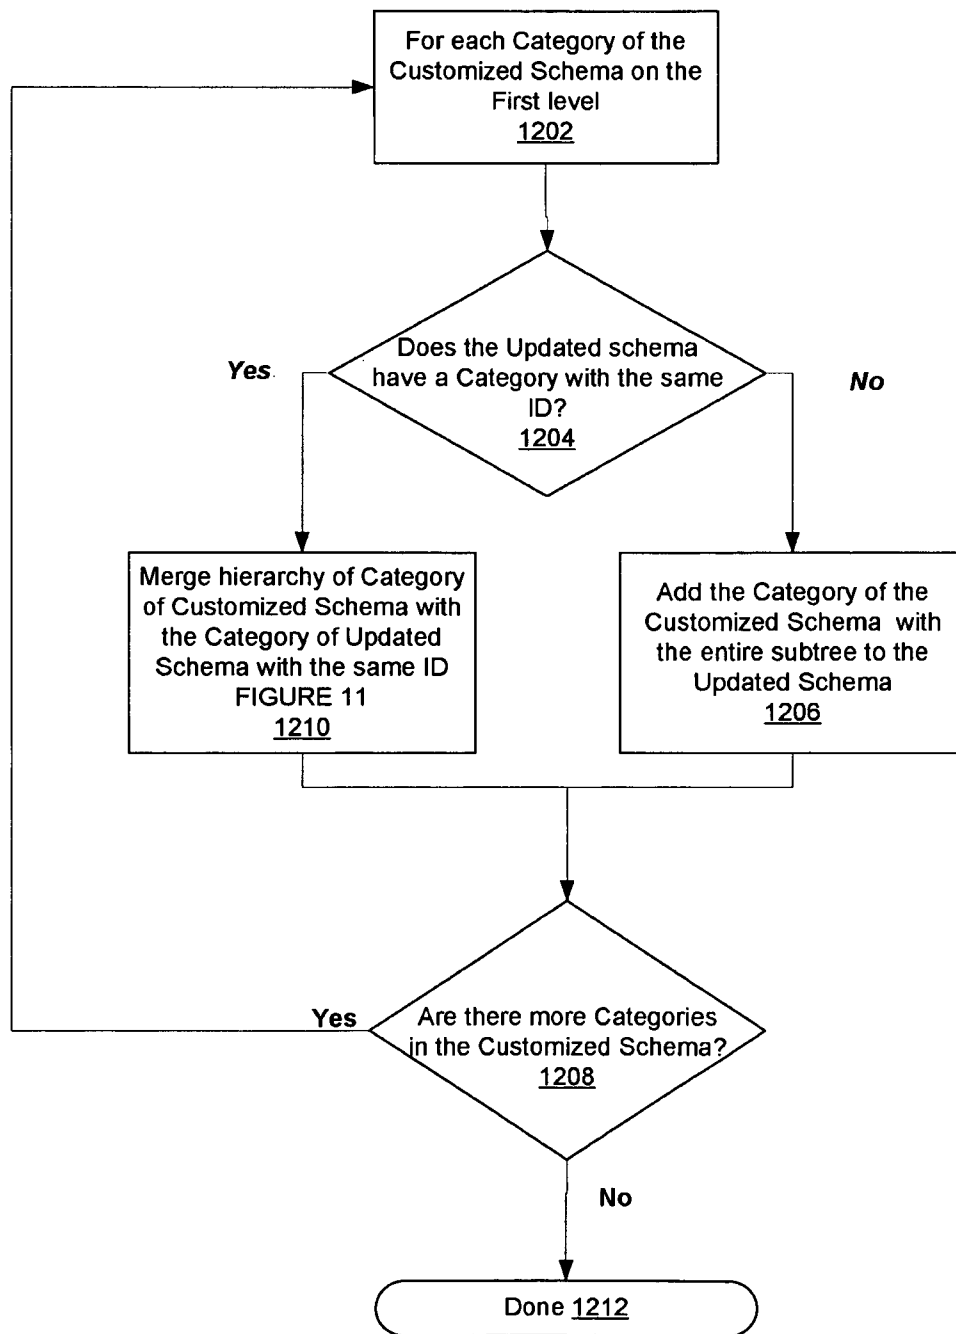 For each Category of the
Customized Schema on the
First level
1202
Does the Updated schema
have a Category with the same
ID?
1204
Yes
No
Merge hierarchy of Category
of Customized Schema with
the Category of Updated
Schema with the same ID
FIGURE 11
1210
Add the Category of the
Customized Schema with
the entire subtree to the
Updated Schema
1206
Yes
Are there more Categories
in the Customized Schema?
1208
No
Done 1212